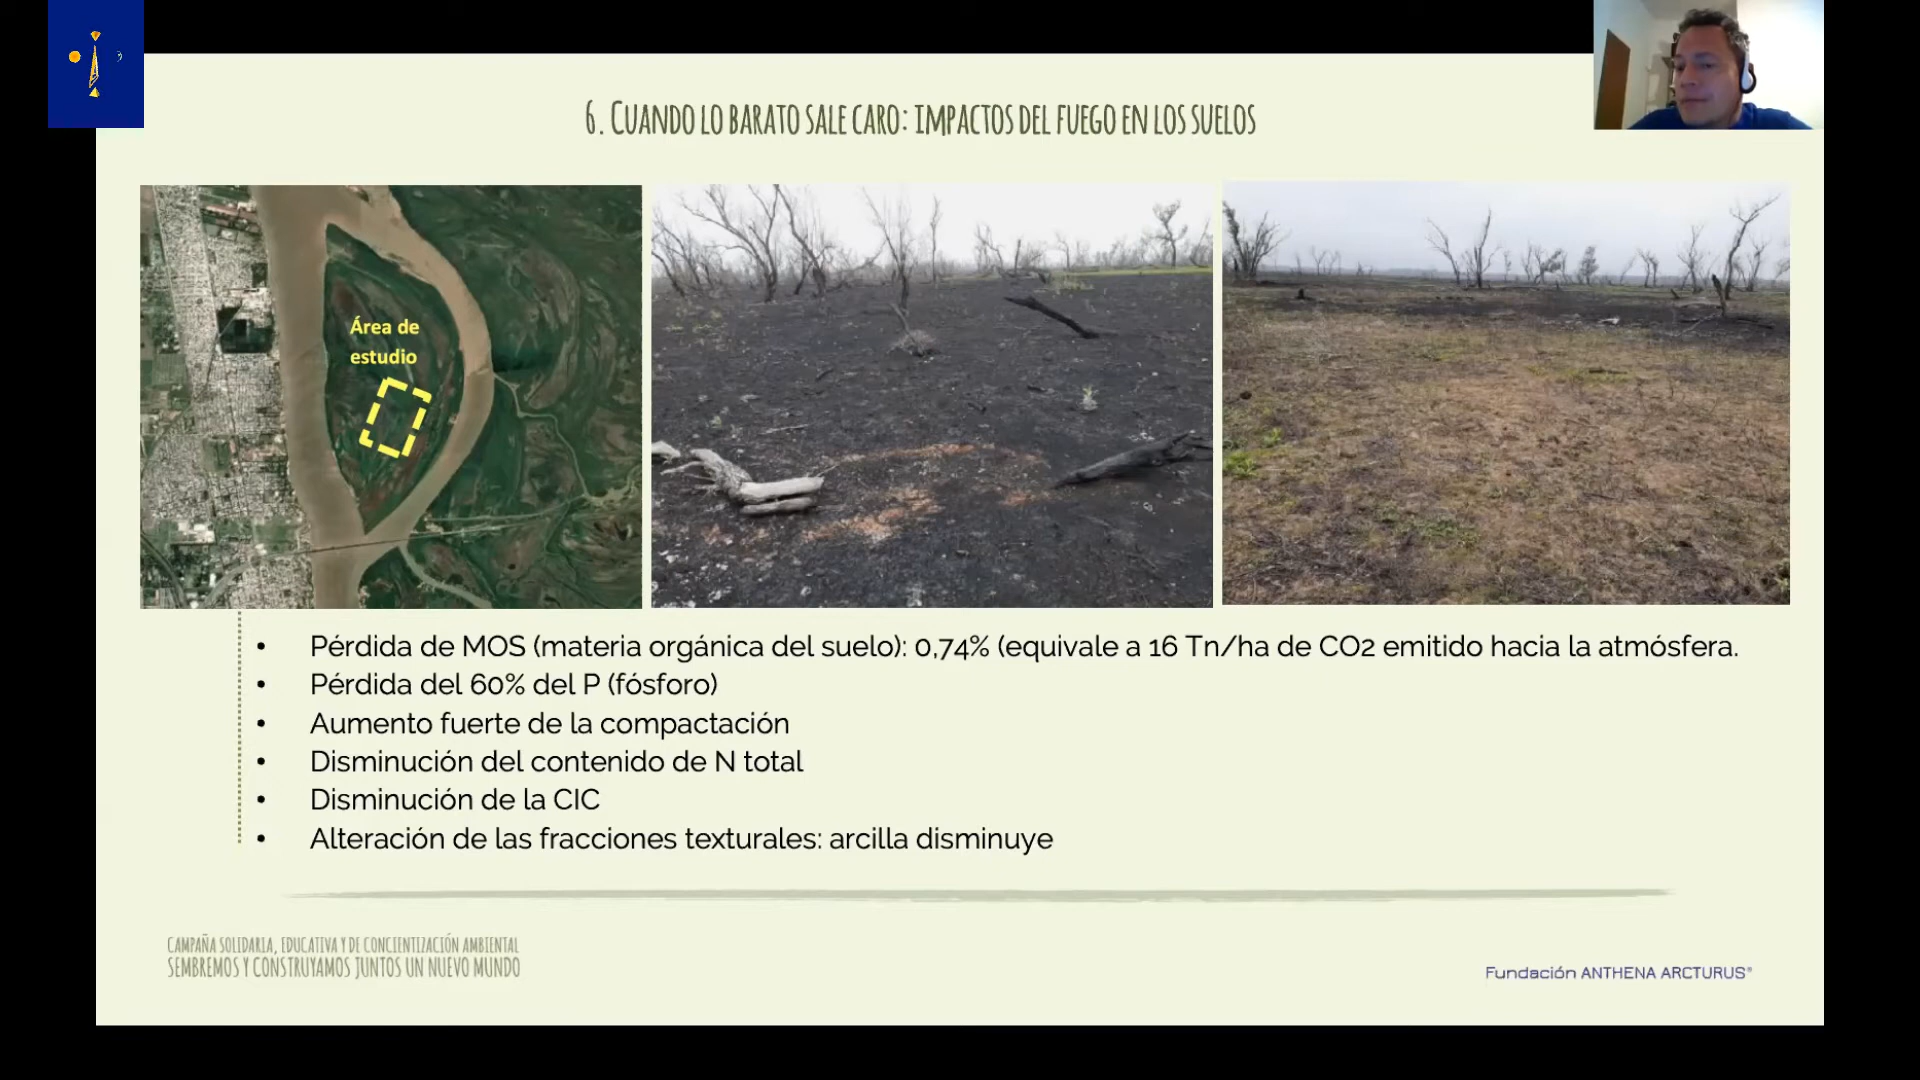 6. Cuando lo barato sale caro: impactos del fuego en los suelos
Área de
estudio
• Pérdida de MOS (materia orgánica del suelo): 0,74% (equivale a 16 Tn/ha de CO2 emitido hacia la atmósfera.
• Pérdida del 60% del P (fósforo)
• Aumento fuerte de la compactación
• Disminución del contenido de N total
• Disminución de la CIC
• Alteración de las fracciones texturales: arcilla disminuye
CAMPAÑA SOLIDARIA, EDUCATIVA Y DE CONCIENTIZACIÓN AMBIENTAL
SEMBREMOS Y CONSTRUYAMOS JUNTOS UN NUEVO MUNDO
Fundación ANTHENA ARCTURUS®